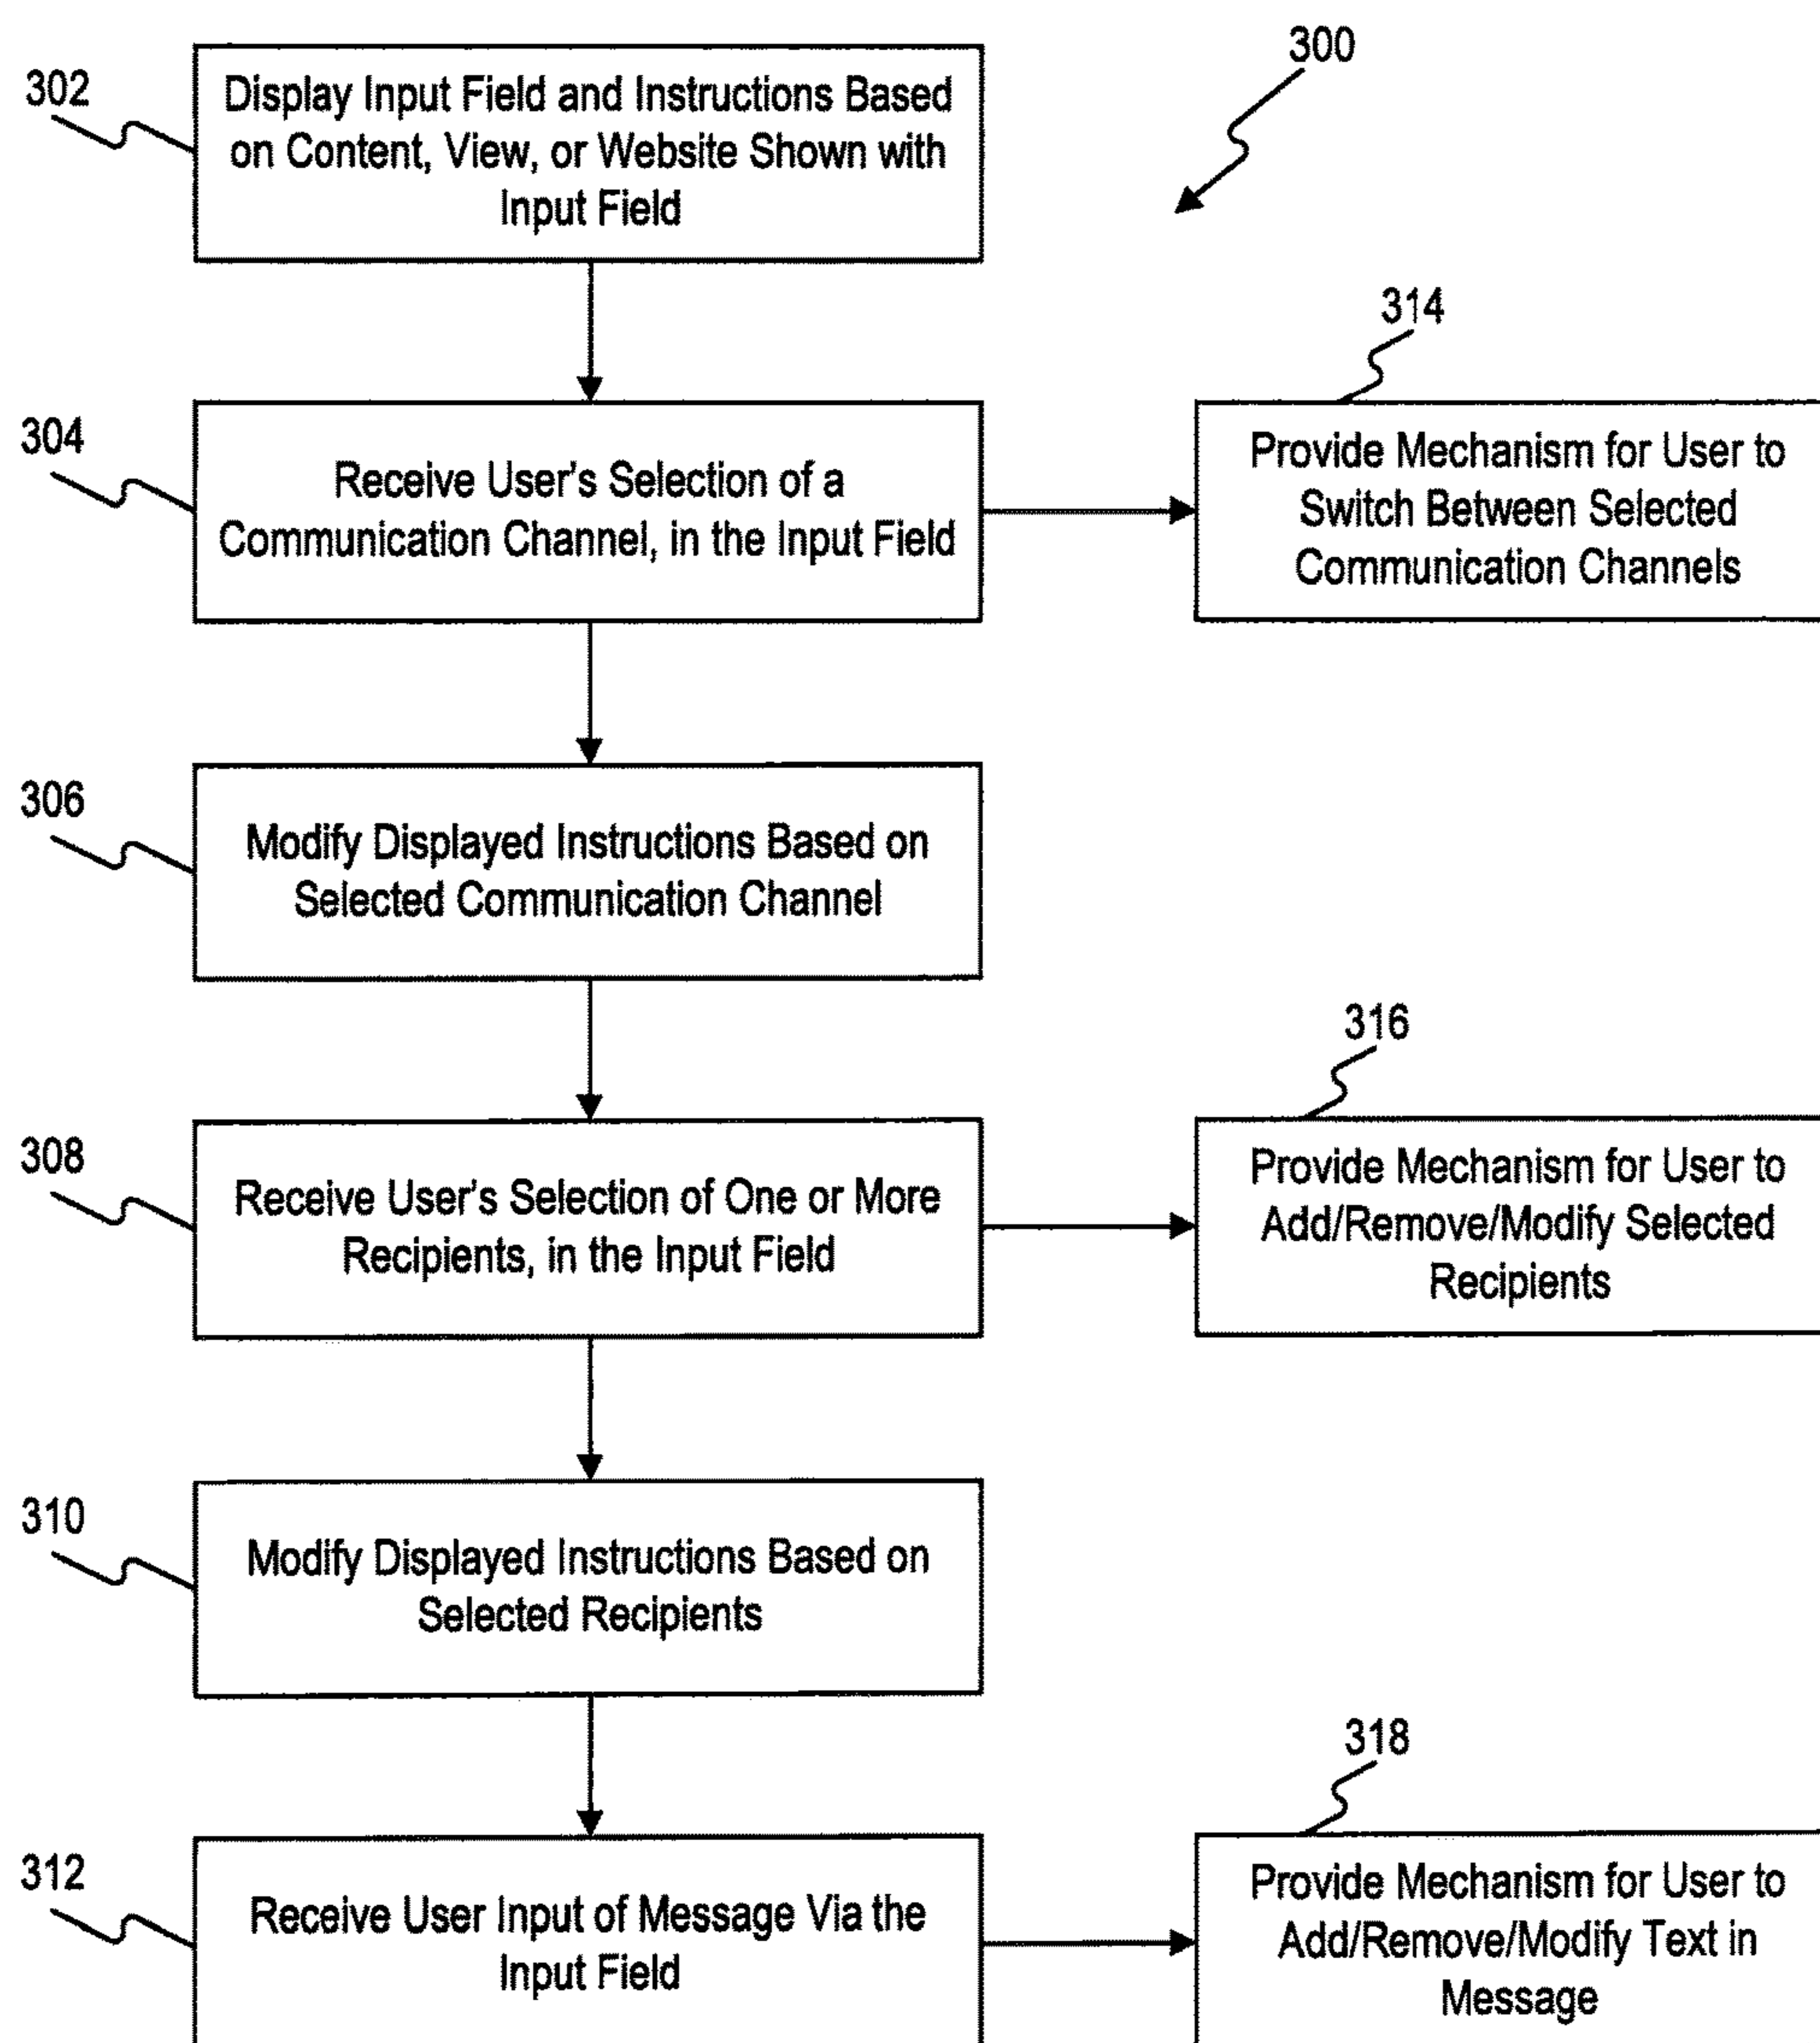 300
302
Display Input Field and Instructions Based
on Content, View, or Website Shown with
Input Field
304
Receive User's Selection of a
Communication Channel, in the Input Field
314
Provide Mechanism for User to
Switch Between Selected
Communication Channels
306
Modify Displayed Instructions Based on
Selected Communication Channel
308
Receive User's Selection of One or More
Recipients, in the Input Field
316
Provide Mechanism for User to
Add/Remove/Modify Selected
Recipients
310
Modify Displayed Instructions Based on
Selected Recipients
312
Receive User Input of Message Via the
Input Field
318
Provide Mechanism for User to
Add/Remove/Modify Text in
Message